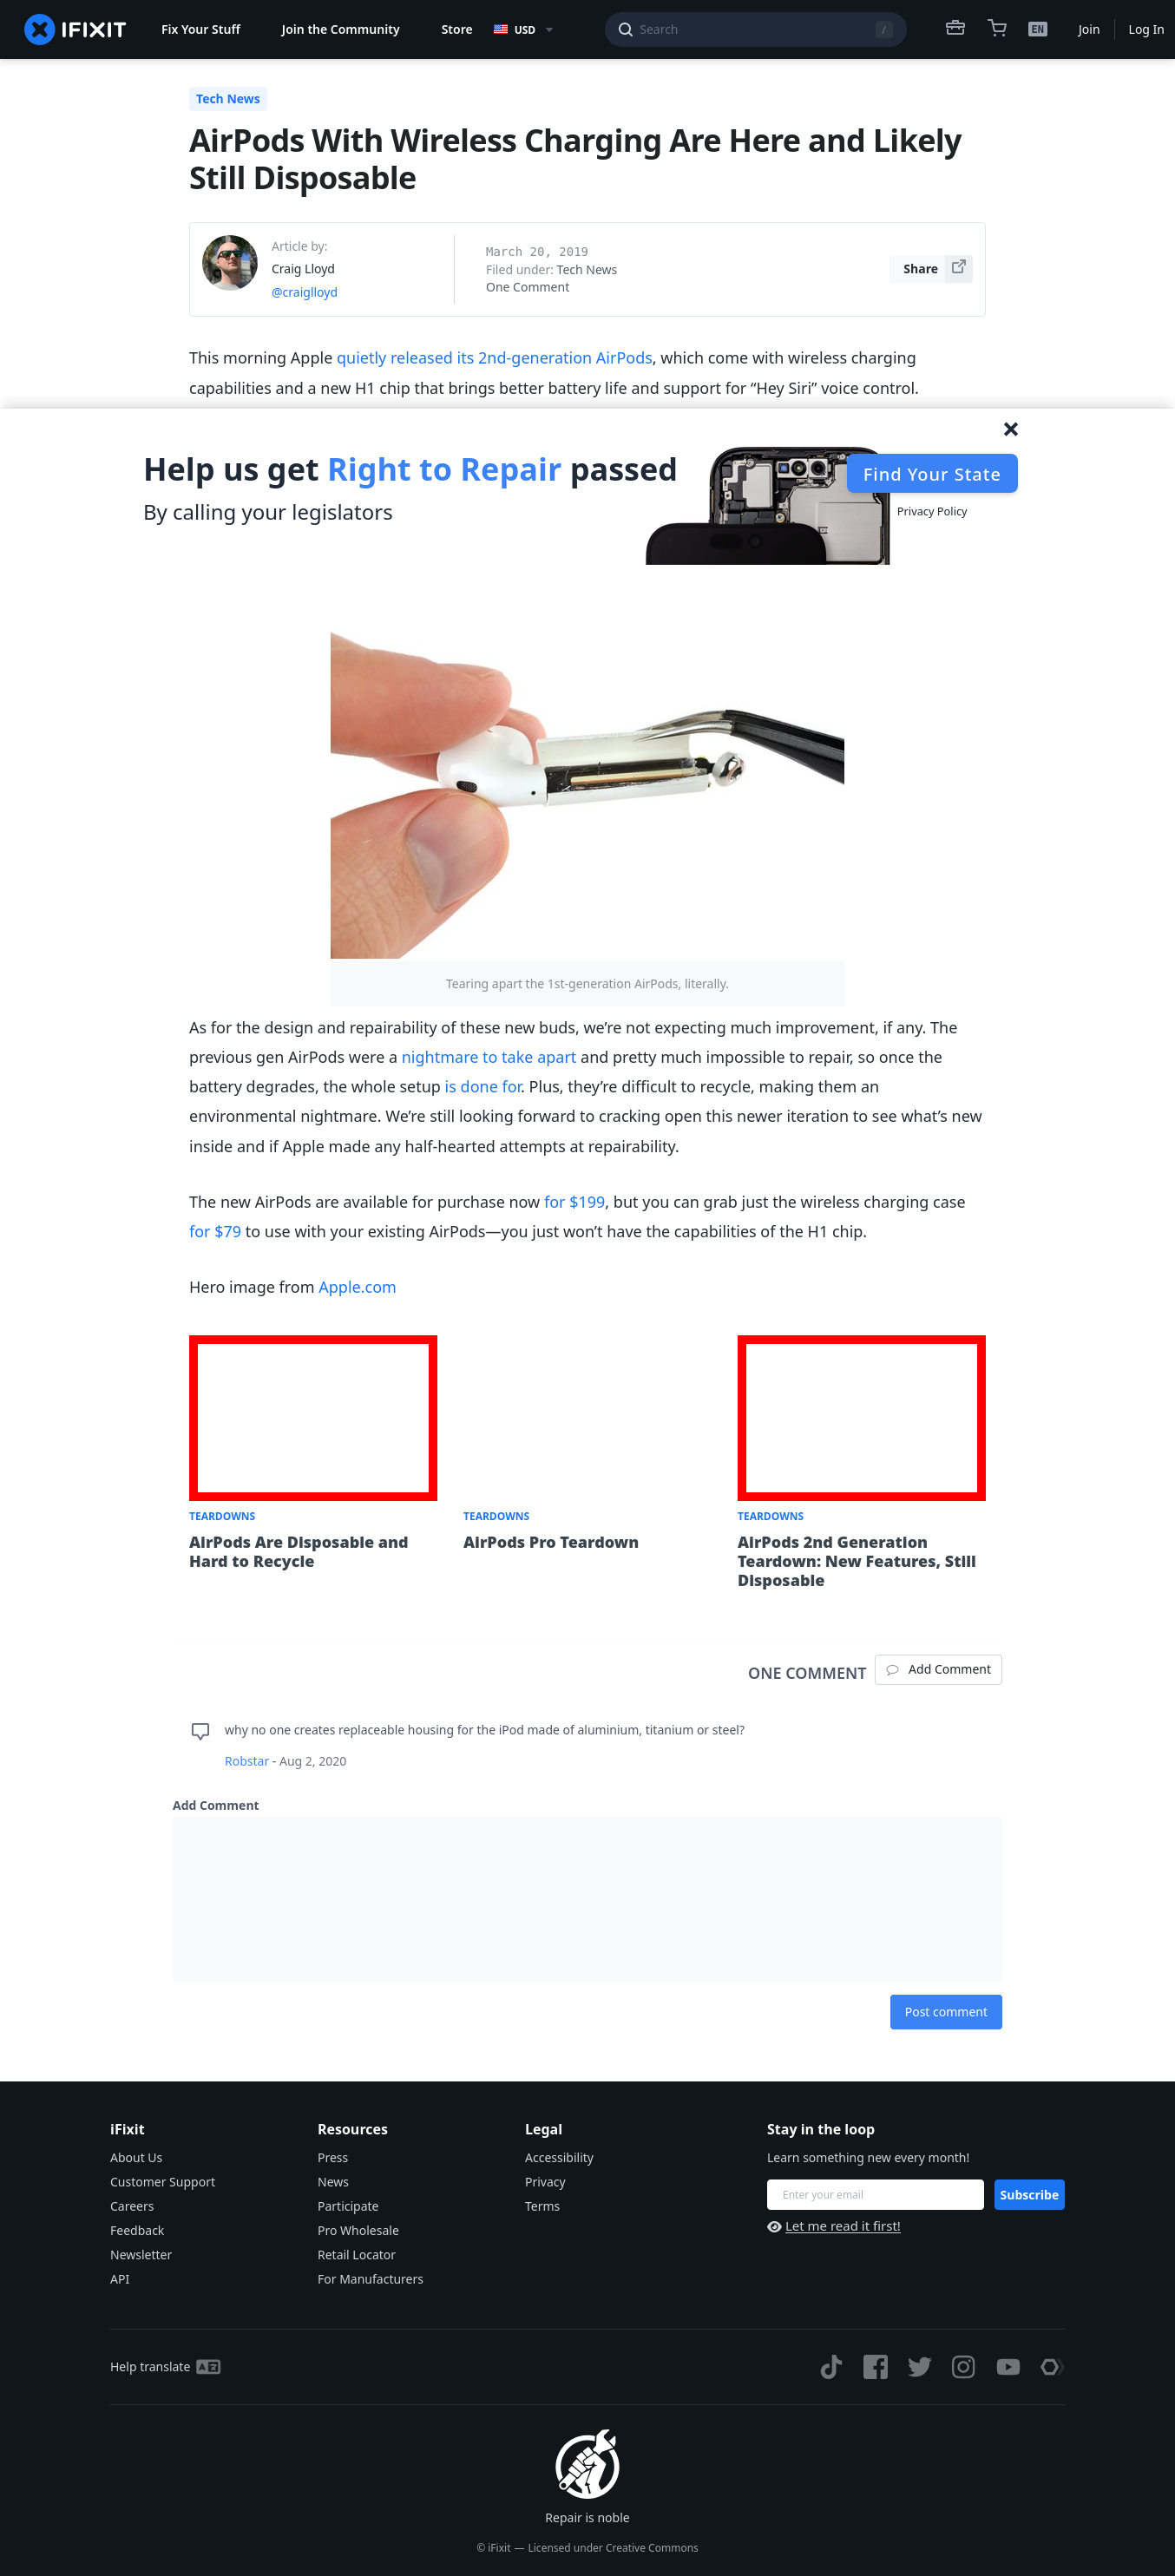 IFIXIT
Fix Your Stuff
Join the Community
Store
USD
Search
/
EN
Join
Log In
Tech News
AirPods With Wireless Charging Are Here and Likely
Still Disposable
Article by:
Craig Lloyd
@craiglloyd
March 20, 2019
Filed under: Tech News
One Comment
Share
This morning Apple quietly released its 2nd-generation AirPods, which come with wireless charging
capabilities and a new H1 chip that brings better battery life and support for “Hey Siri” voice control.
Help us get Right to Repair passed
By calling your legislators
Find Your State
Privacy Policy
Tearing apart the 1st-generation AirPods, literally.
As for the design and repairability of these new buds, we’re not expecting much improvement, if any. The
previous gen AirPods were a nightmare to take apart and pretty much impossible to repair, so once the
battery degrades, the whole setup is done for. Plus, they’re difficult to recycle, making them an
environmental nightmare. We’re still looking forward to cracking open this newer iteration to see what’s new
inside and if Apple made any half-hearted attempts at repairability.
The new AirPods are available for purchase now for $199, but you can grab just the wireless charging case
for $79 to use with your existing AirPods—you just won’t have the capabilities of the H1 chip.
Hero image from Apple.com
TEARDOWNS
AirPods Are Disposable and
Hard to Recycle
TEARDOWNS
AirPods Pro Teardown
TEARDOWNS
AirPods 2nd Generation
Teardown: New Features, Still
Disposable
ONE COMMENT
Add Comment
why no one creates replaceable housing for the iPod made of aluminium, titanium or steel?
Robstar - Aug 2, 2020
Add Comment
Post comment
iFixit
About Us
Customer Support
Careers
Feedback
Newsletter
API
Resources
Press
News
Participate
Pro Wholesale
Retail Locator
For Manufacturers
Legal
Accessibility
Privacy
Terms
Stay in the loop
Learn something new every month!
Enter your email
Subscribe
Let me read it first!
Help translate
Repair is noble
© iFixit — Licensed under Creative Commons